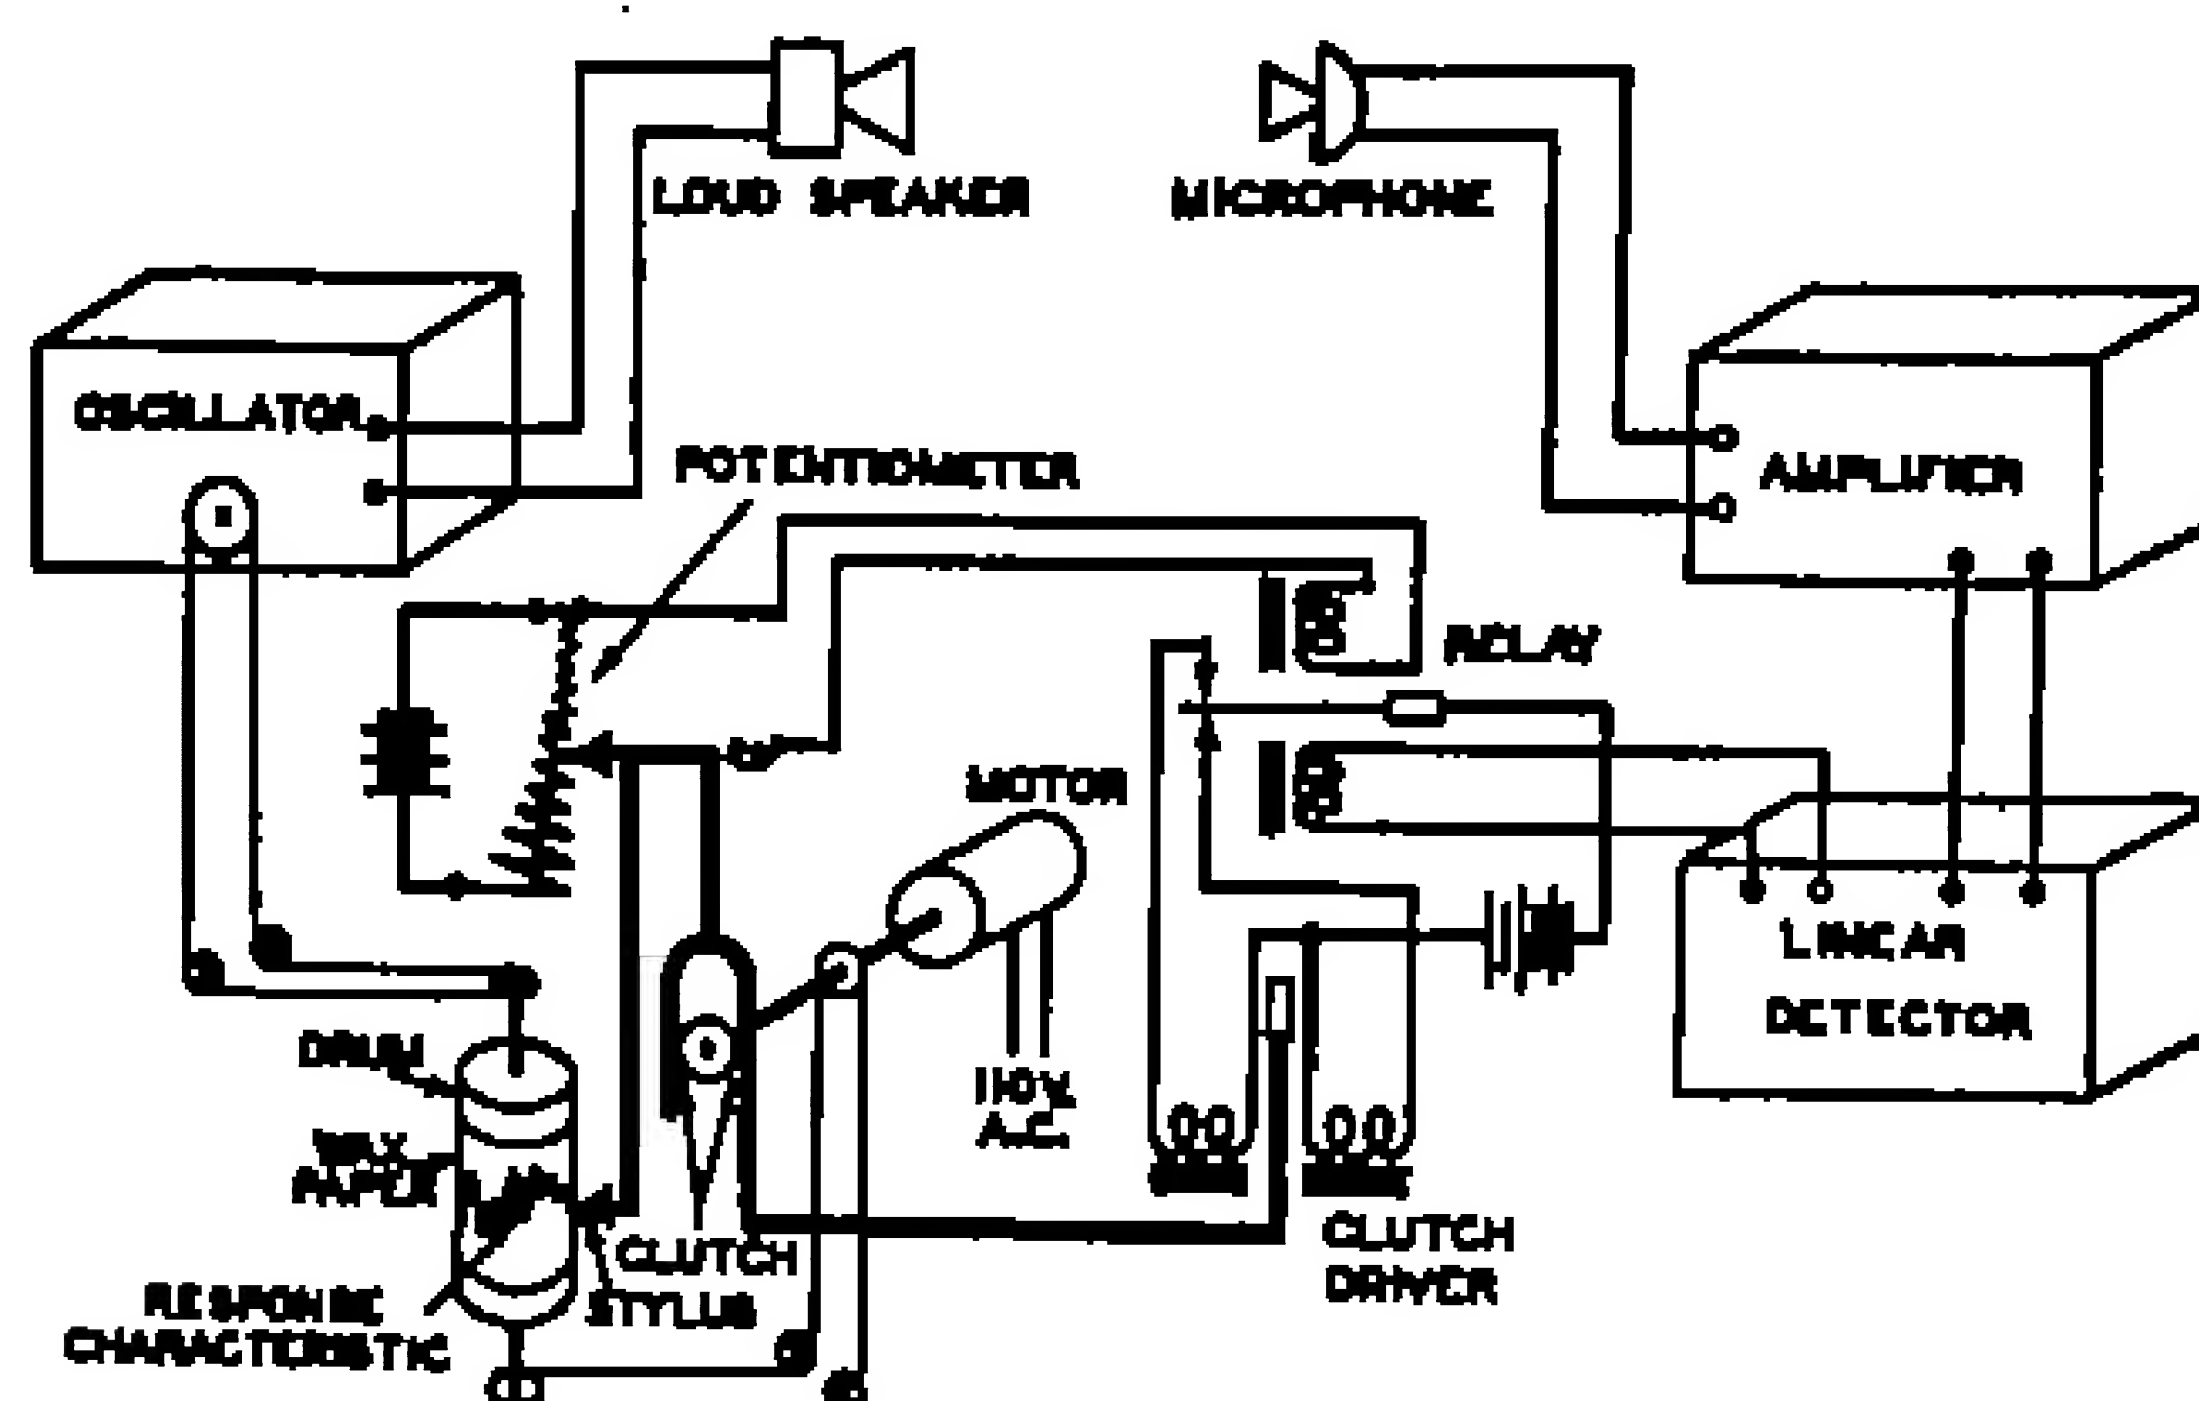 LOUD SPEAKER
MICROPHONE
OSCILLATOR
POTENTIOMETER
AMPLIFIER
RELAY
MOTOR
LINEAR
DETECTOR
DRUM
110V.
A.C.
WAX
PAPER
CLUTCH
STYLUS
CLUTCH
DRIVER
RESPONSE
CHARACTERISTIC